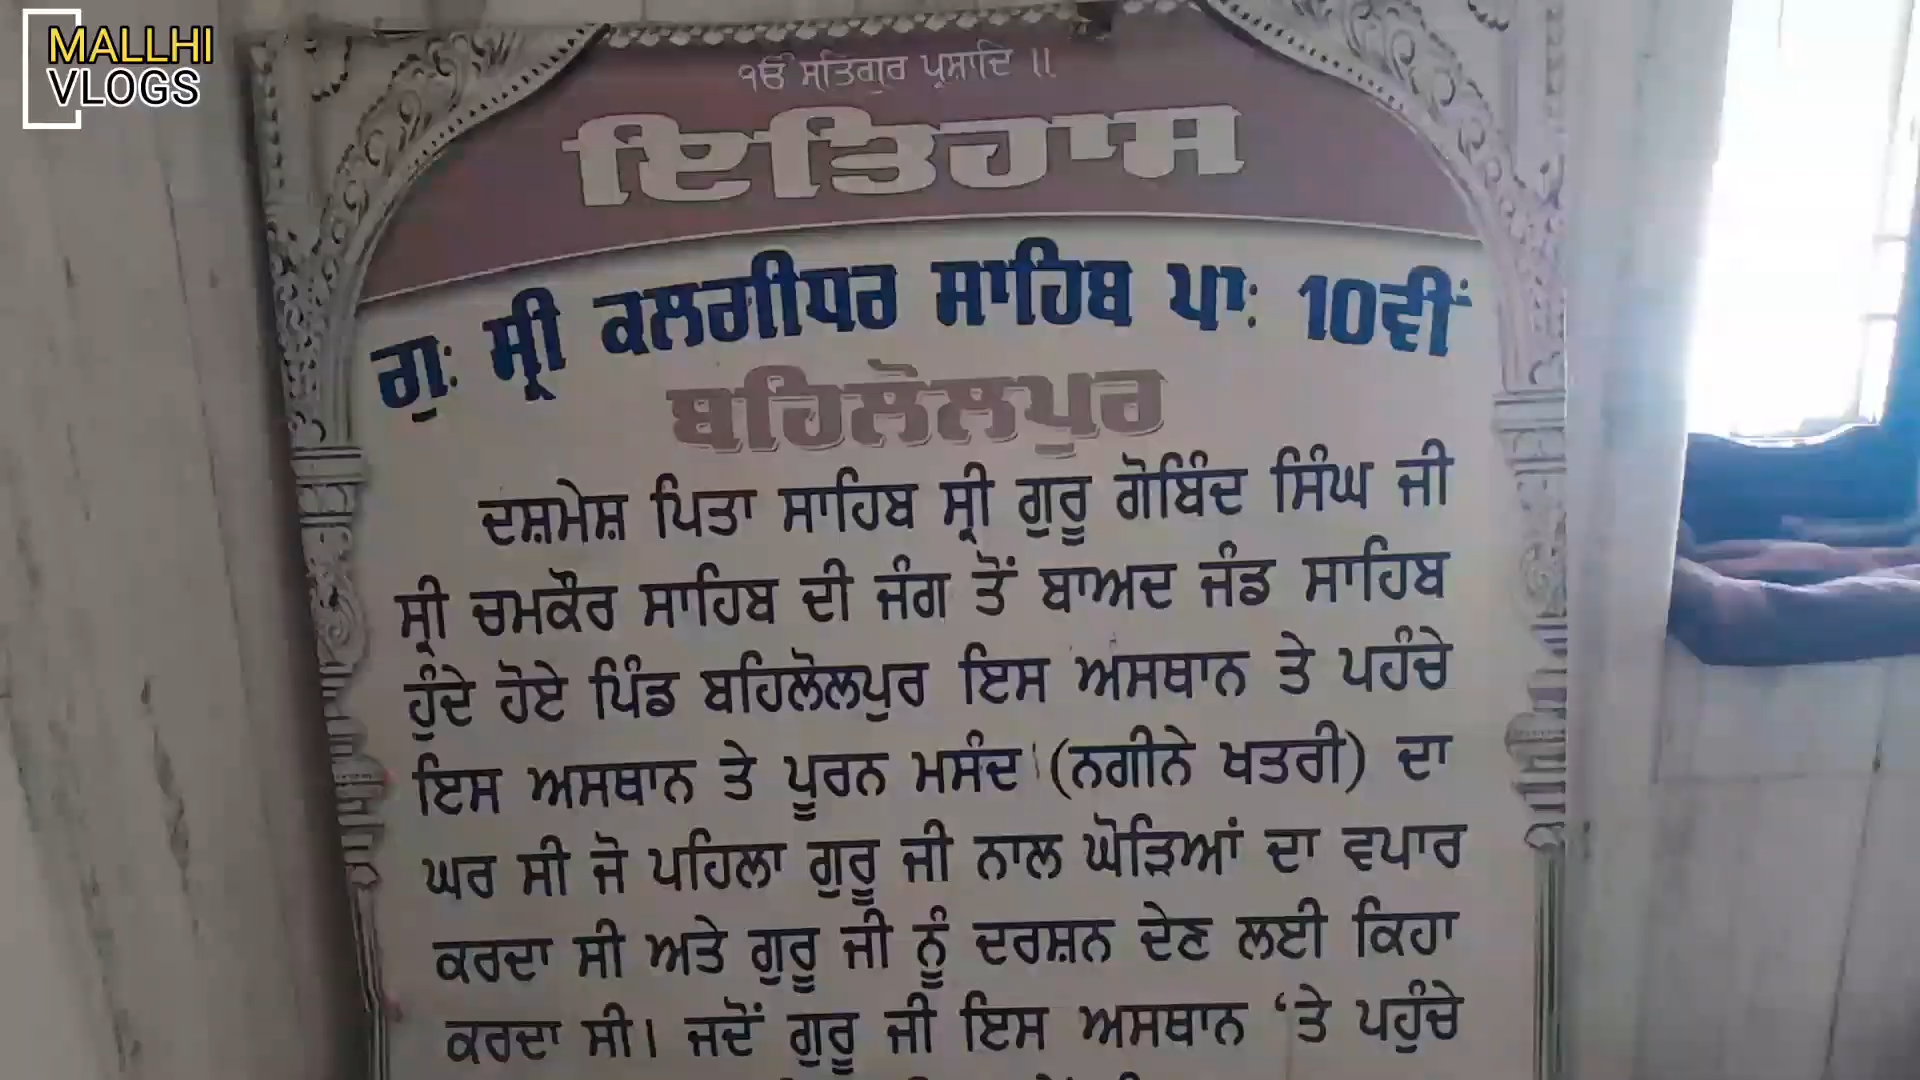 MALLHI
VLOGS
ੴ ਸਤਿਗੁਰ ਪ੍ਰਸਾਦਿ ॥
ਇਤਿਹਾਸ
ਗੁ: ਸ੍ਰੀ ਕਲਗੀਧਰ ਸਾਹਿਬ ਪਾ: 10ਵੀਂ
ਬਹਿਲੋਲਪੁਰ
ਦਸ਼ਮੇਸ਼ ਪਿਤਾ ਸਾਹਿਬ ਸ੍ਰੀ ਗੁਰੂ ਗੋਬਿੰਦ ਸਿੰਘ ਜੀ
ਸ੍ਰੀ ਚਮਕੌਰ ਸਾਹਿਬ ਦੀ ਜੰਗ ਤੋਂ ਬਾਅਦ ਜੰਡ ਸਾਹਿਬ
ਹੁੰਦੇ ਹੋਏ ਪਿੰਡ ਬਹਿਲੋਲਪੁਰ ਇਸ ਅਸਥਾਨ ਤੇ ਪਹੰਚੇ
ਇਸ ਅਸਥਾਨ ਤੇ ਪੂਰਨ ਮਸੰਦ (ਨਗੀਨੇ ਖਤਰੀ) ਦਾ
ਘਰ ਸੀ ਜੋ ਪਹਿਲਾ ਗੁਰੂ ਜੀ ਨਾਲ ਘੋੜਿਆਂ ਦਾ ਵਪਾਰ
ਕਰਦਾ ਸੀ ਅਤੇ ਗੁਰੂ ਜੀ ਨੂੰ ਦਰਸ਼ਨ ਦੇਣ ਲਈ ਕਿਹਾ
ਕਰਦਾ ਸੀ। ਜਦੋਂ ਗੁਰੂ ਜੀ ਇਸ ਅਸਥਾਨ 'ਤੇ ਪਹੁੰਚੇ